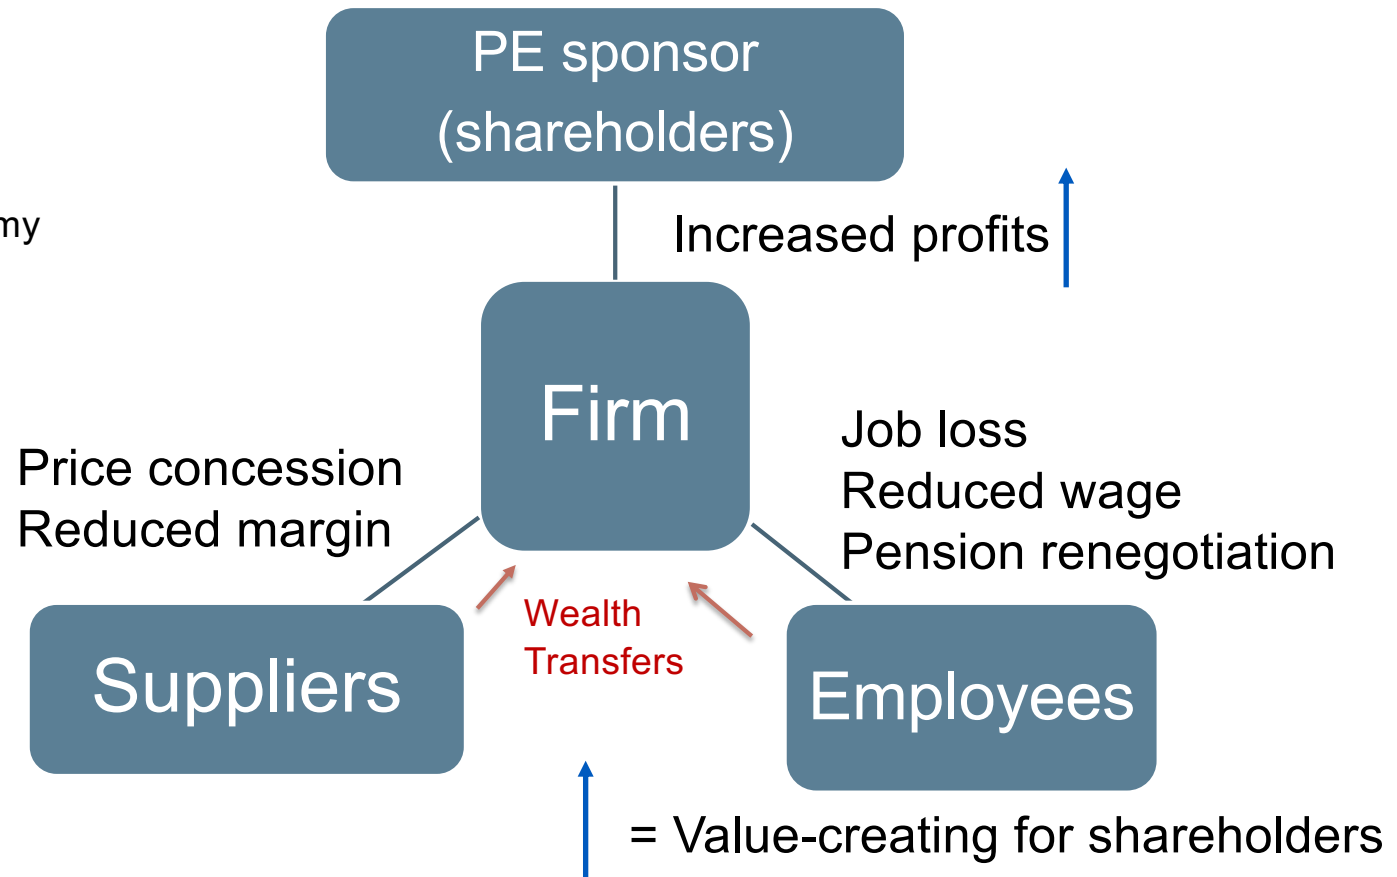 PE sponsor
(shareholders)
Increased profits
Firm
Price concession
Reduced margin
Job loss
Reduced wage
Pension renegotiation
Wealth
Transfers
Suppliers
Employees
= Value-creating for shareholders